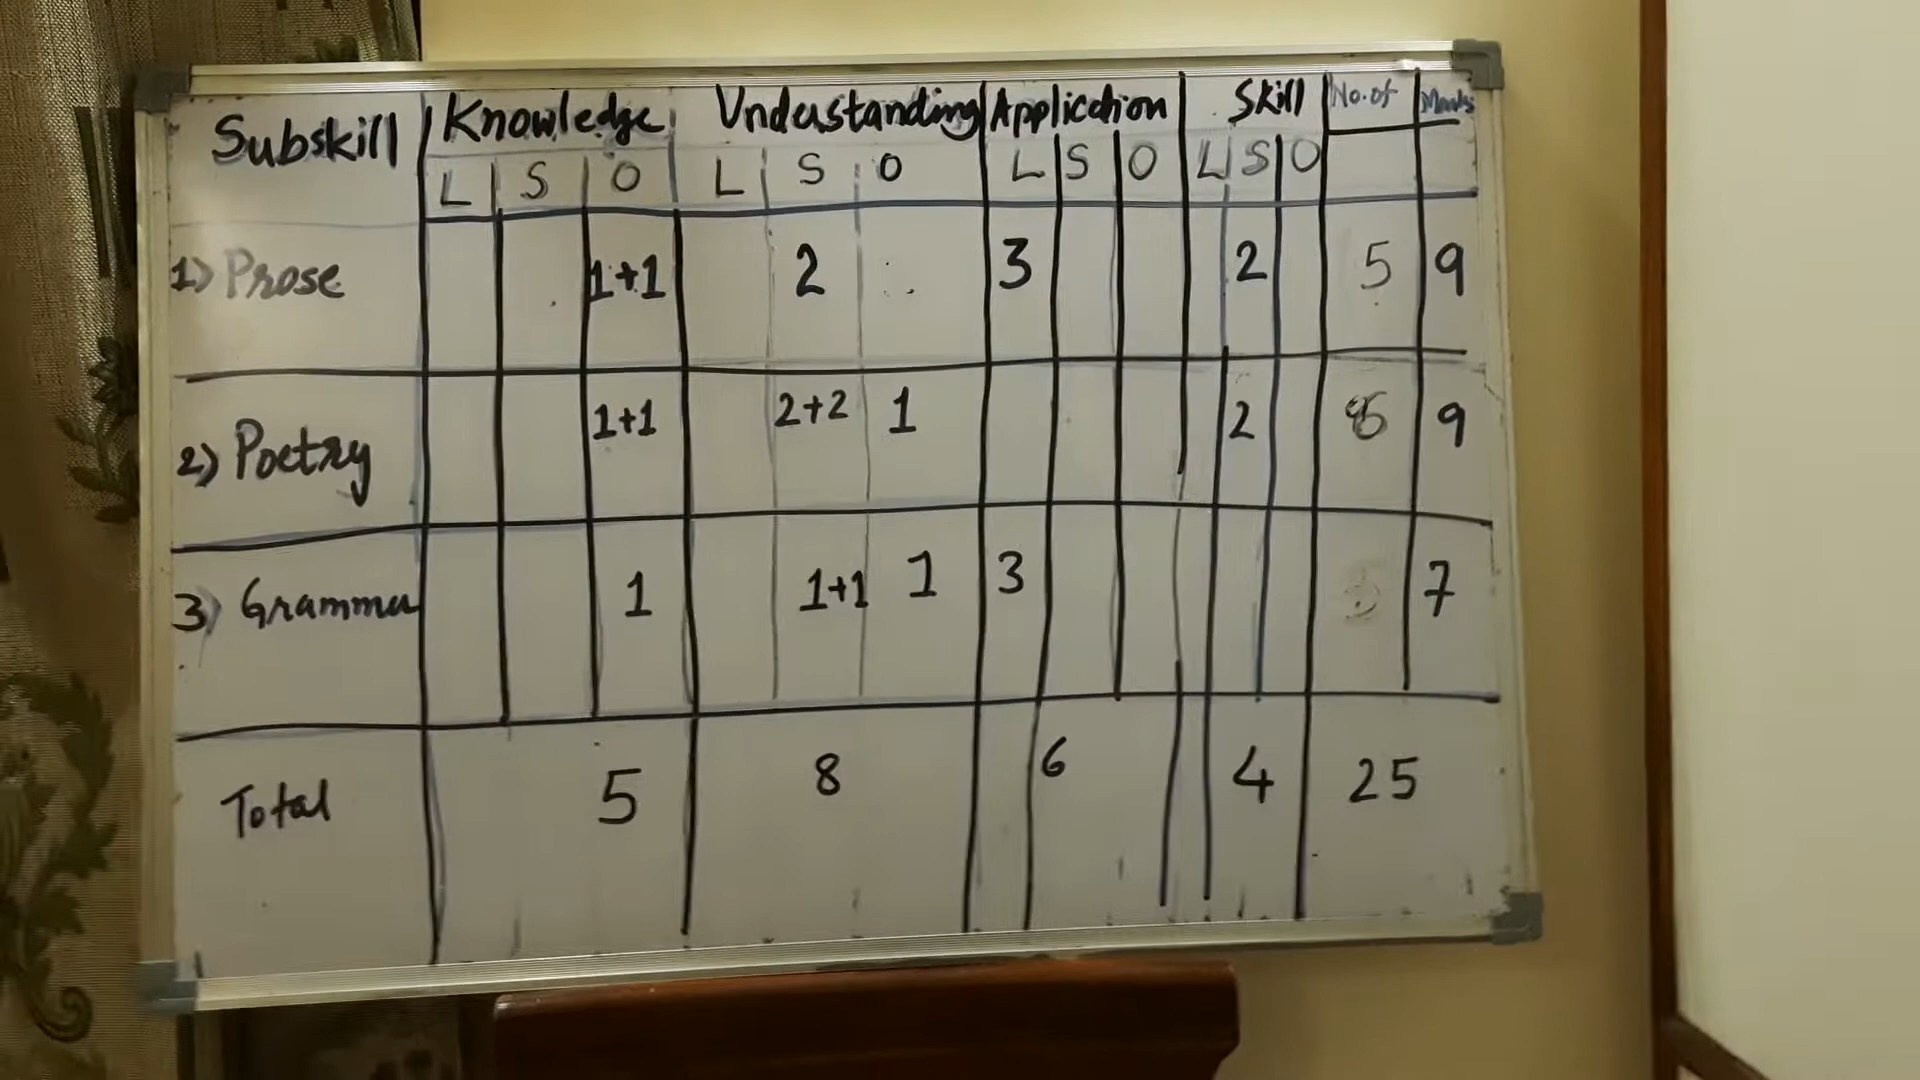 Subskill Knowledge Understanding Application Skill No. of Marks
L S O L S O L S O L S O
1) Prose 1+1 2 3 2 5 9
2) Poetry 1+1 2+2 1 2 9
3) Grammar 1 1+1 1 3 7
Total 5 8 6 4 25